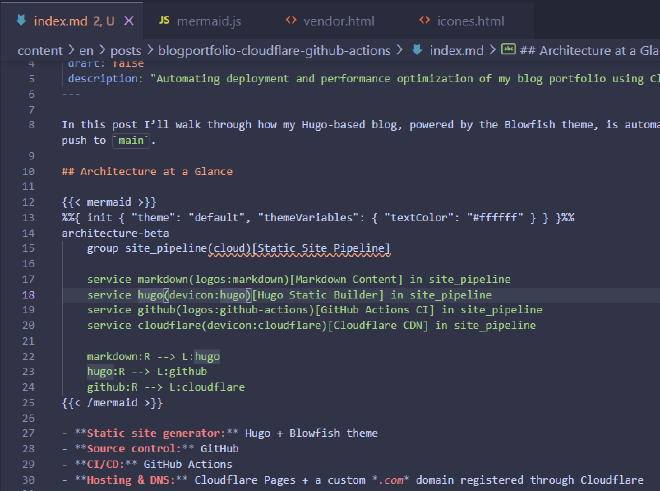 index.md 2, U mermaid.js vendor.html icones.html
content > en > posts > blogportfolio-cloudflare-github-actions > index.md > ## Architecture at a Gla
4 draft: false
5 description: "Automating deployment and performance optimization of my blog portfolio using Cl
6 ---
7
8 In this post I’ll walk through how my Hugo-based blog, powered by the Blowfish theme, is automa
push to `main`.
9
10 ## Architecture at a Glance
11
12 {{< mermaid >}}
13 %%{ init { "theme": "default", "themeVariables": { "textColor": "#ffffff" } } }%%
14 architecture-beta
15 group site_pipeline(cloud)[Static Site Pipeline]
16
17 service markdown(logos:markdown)[Markdown Content] in site_pipeline
18 service hugo(devicon:hugo)[Hugo Static Builder] in site_pipeline
19 service github(logos:github-actions)[GitHub Actions CI] in site_pipeline
20 service cloudflare(devicon:cloudflare)[Cloudflare CDN] in site_pipeline
21
22 markdown:R --> L:hugo
23 hugo:R --> L:github
24 github:R --> L:cloudflare
25 {{< /mermaid >}}
26
27 - **Static site generator:** Hugo + Blowfish theme
28 - **Source control:** GitHub
29 - **CI/CD:** GitHub Actions
30 - **Hosting & DNS:** Cloudflare Pages + a custom *.com* domain registered through Cloudflare